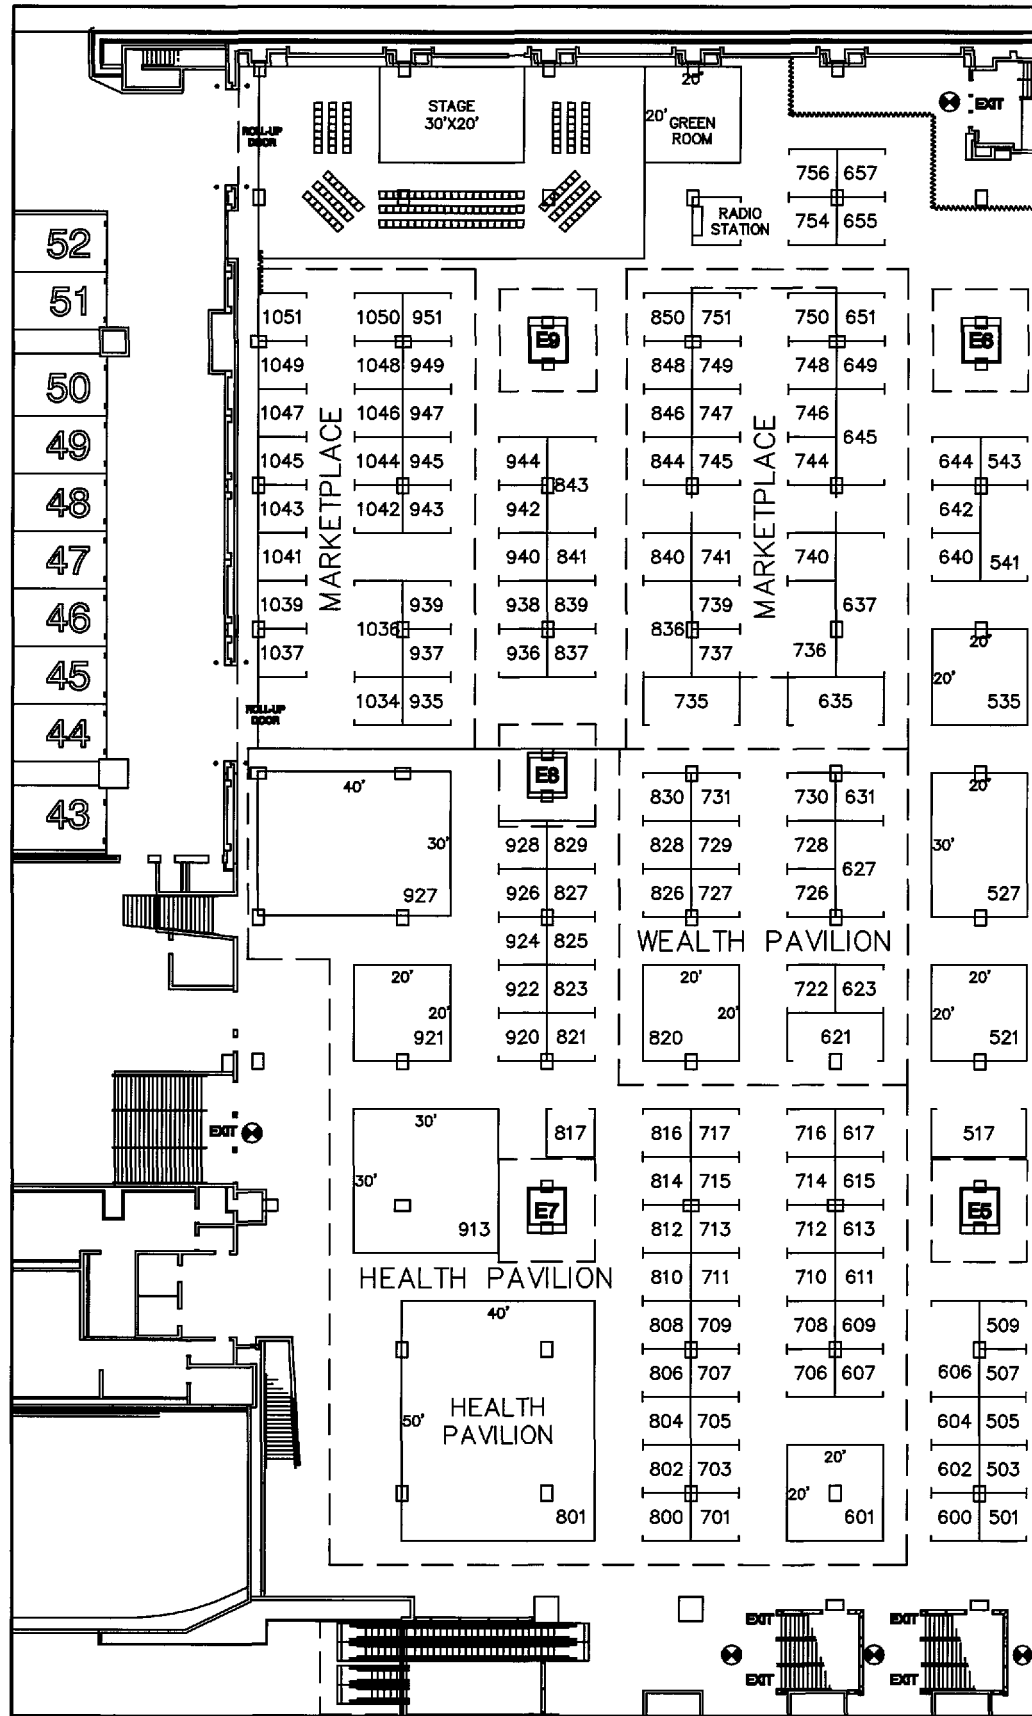 STAGE
30'X20'
20'
20'
GREEN
ROOM
EXIT
ROLL-UP
DOOR
756 657
RADIO
STATION
754 655
52
51
50
49
48
47
46
45
44
43
1051 1050 951 E9 850 751 750 651 E6
1049 1048 949 848 749 748 649
1047 1046 947 846 747 746
645
MARKETPLACE
MARKETPLACE
1045 1044 945 944 844 745 744 644 543
843
1043 1042 943 942 642
1041 940 841 840 741 740 640 541
1039 939 938 839 739 637
1036 836
1037 937 936 837 737 736
20'
20'
1034 935 735 635 535
ROLL-UP
DOOR
E8
40'
20'
830 731 730 631
30' 928 829 828 729 728 30'
627
927 926 827 826 727 726 527
924 825 WEALTH PAVILION
20' 922 823 20' 722 623 20'
20' 20' 20'
921 920 821 820 621 521
EXIT
30' 817 816 717 716 617 517
30' 814 715 714 615
E7 E5
913 812 713 712 613
HEALTH PAVILION
810 711 710 611
40'
808 709 708 609 509
806 707 706 607 606 507
50' HEALTH
PAVILION
804 705 604 505
20'
802 703 602 503
20'
801 800 701 601 600 501
EXIT EXIT
EXIT EXIT